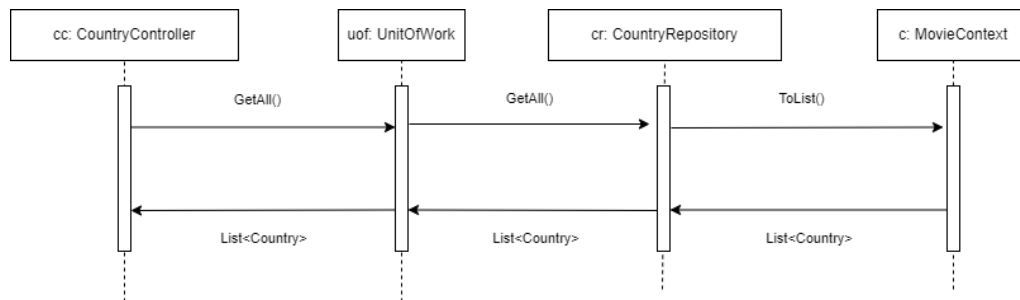 cc: CountryController
uof: UnitOfWork
cr: CountryRepository
c: MovieContext
GetAll()
GetAll()
ToList()
List<Country>
List<Country>
List<Country>